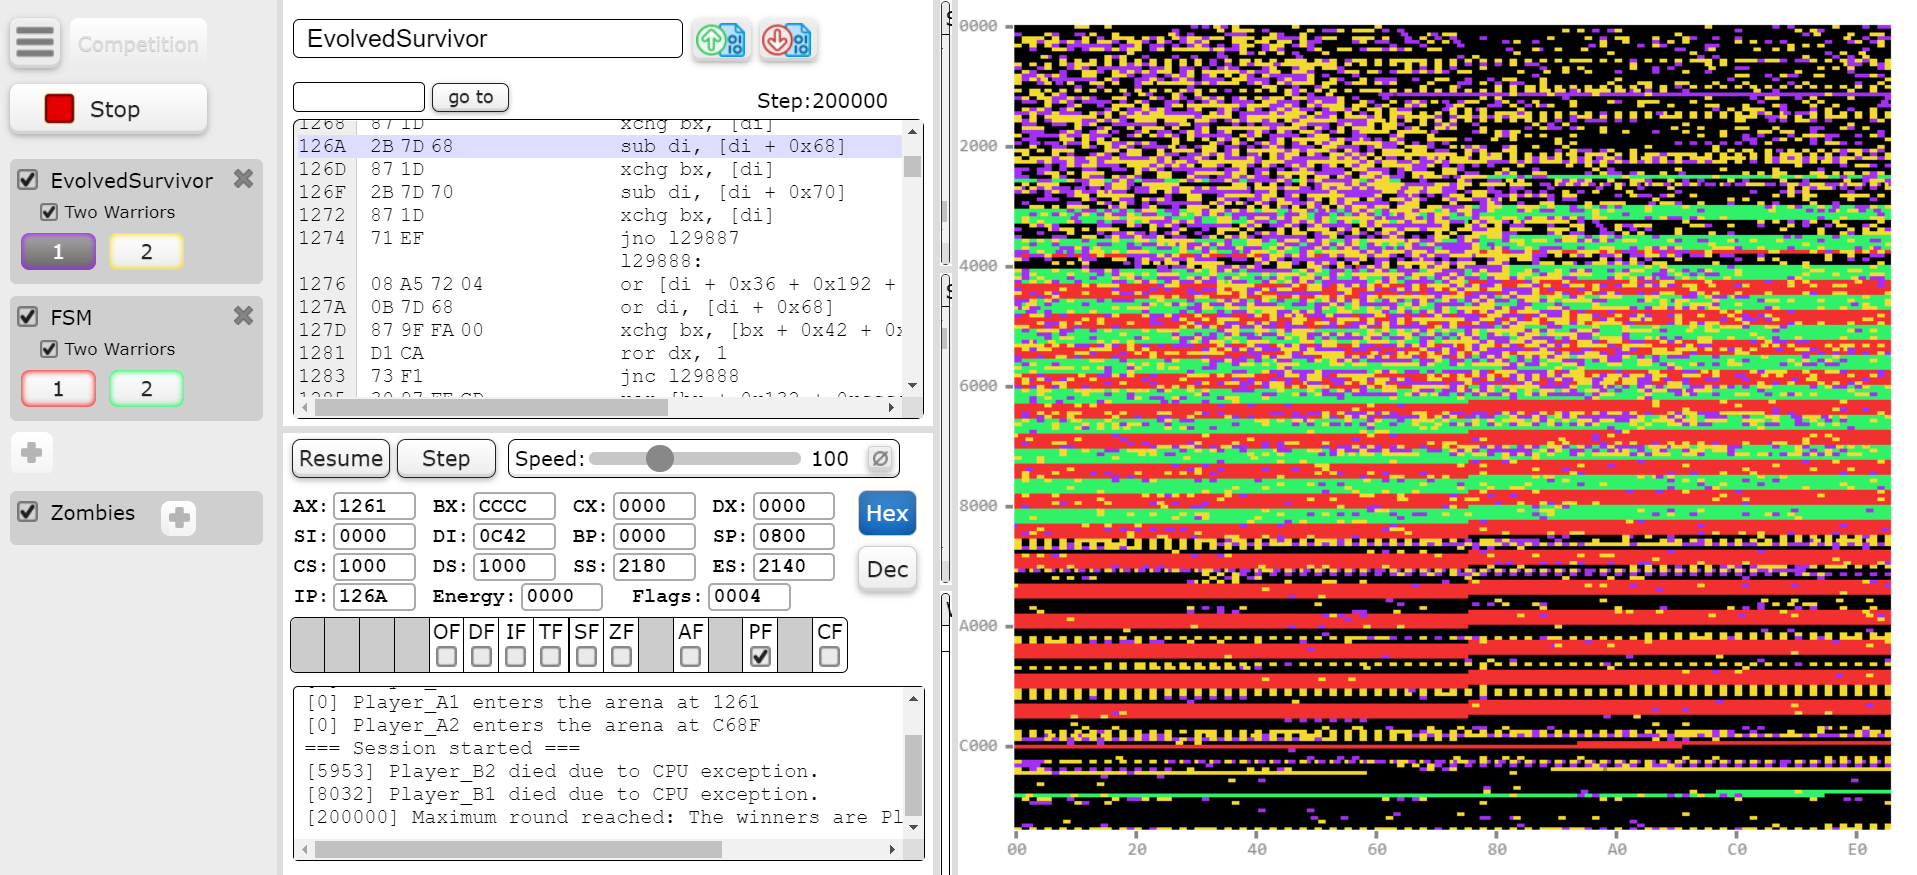 Competition
Stop
EvolvedSurvivor
Two Warriors
1 2
FSM
Two Warriors
1 2
Zombies
EvolvedSurvivor
go to
Step:200000
1268 87 1D xchg bx, [di]
126A 2B 7D 68 sub di, [di + 0x68]
126D 87 1D xchg bx, [di]
126F 2B 7D 70 sub di, [di + 0x70]
1272 87 1D xchg bx, [di]
1274 71 EF jno l29887
l29888:
1276 08 A5 72 04 or [di + 0x36 + 0x192 +
127A 0B 7D 68 or di, [di + 0x68]
127D 87 9F FA 00 xchg bx, [bx + 0x42 + 0x
1281 D1 CA ror dx, 1
1283 73 F1 jnc l29888
Resume Step Speed: 100
AX: 1261 BX: CCCC CX: 0000 DX: 0000
SI: 0000 DI: 0C42 BP: 0000 SP: 0800
CS: 1000 DS: 1000 SS: 2180 ES: 2140
IP: 126A Energy: 0000 Flags: 0004
Hex
Dec
OF DF IF TF SF ZF AF PF CF
[0] Player_A1 enters the arena at 1261
[0] Player_A2 enters the arena at C68F
=== Session started ===
[5953] Player_B2 died due to CPU exception.
[8032] Player_B1 died due to CPU exception.
[200000] Maximum round reached: The winners are Pl
0000
2000
4000
6000
8000
A000
C000
00 20 40 60 80 A0 C0 E0